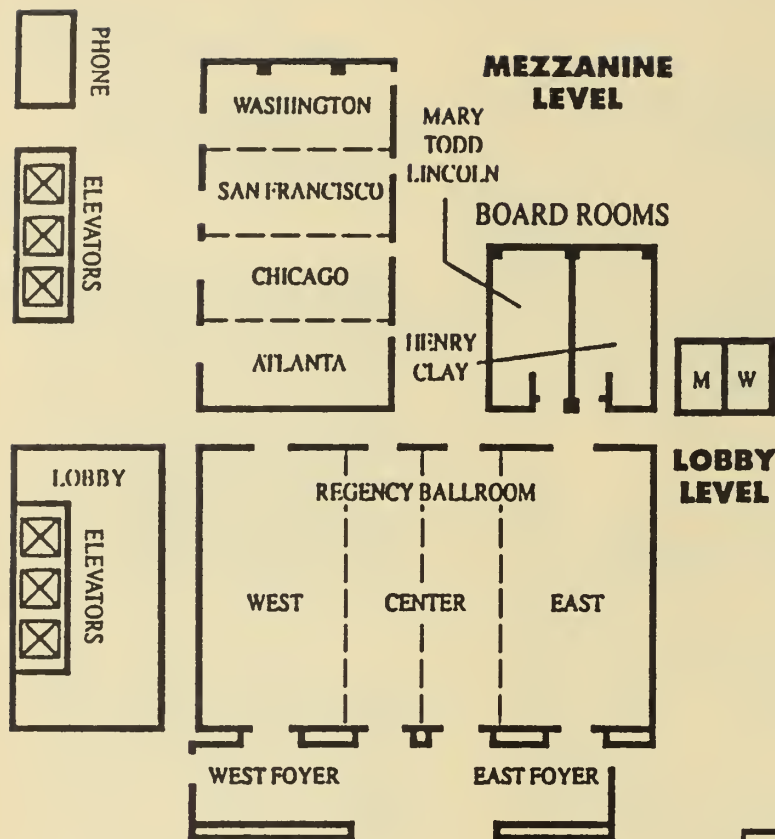 PHONE
ELEVATORS
WASHINGTON
SAN FRANCISCO
CHICAGO
ATLANTA
MEZZANINE
LEVEL
MARY
TODD
LINCOLN
BOARD ROOMS
HENRY
CLAY
M W
LOBBY
LEVEL
LOBBY
ELEVATORS
REGENCY BALLROOM
WEST
CENTER
EAST
WEST FOYER
EAST FOYER